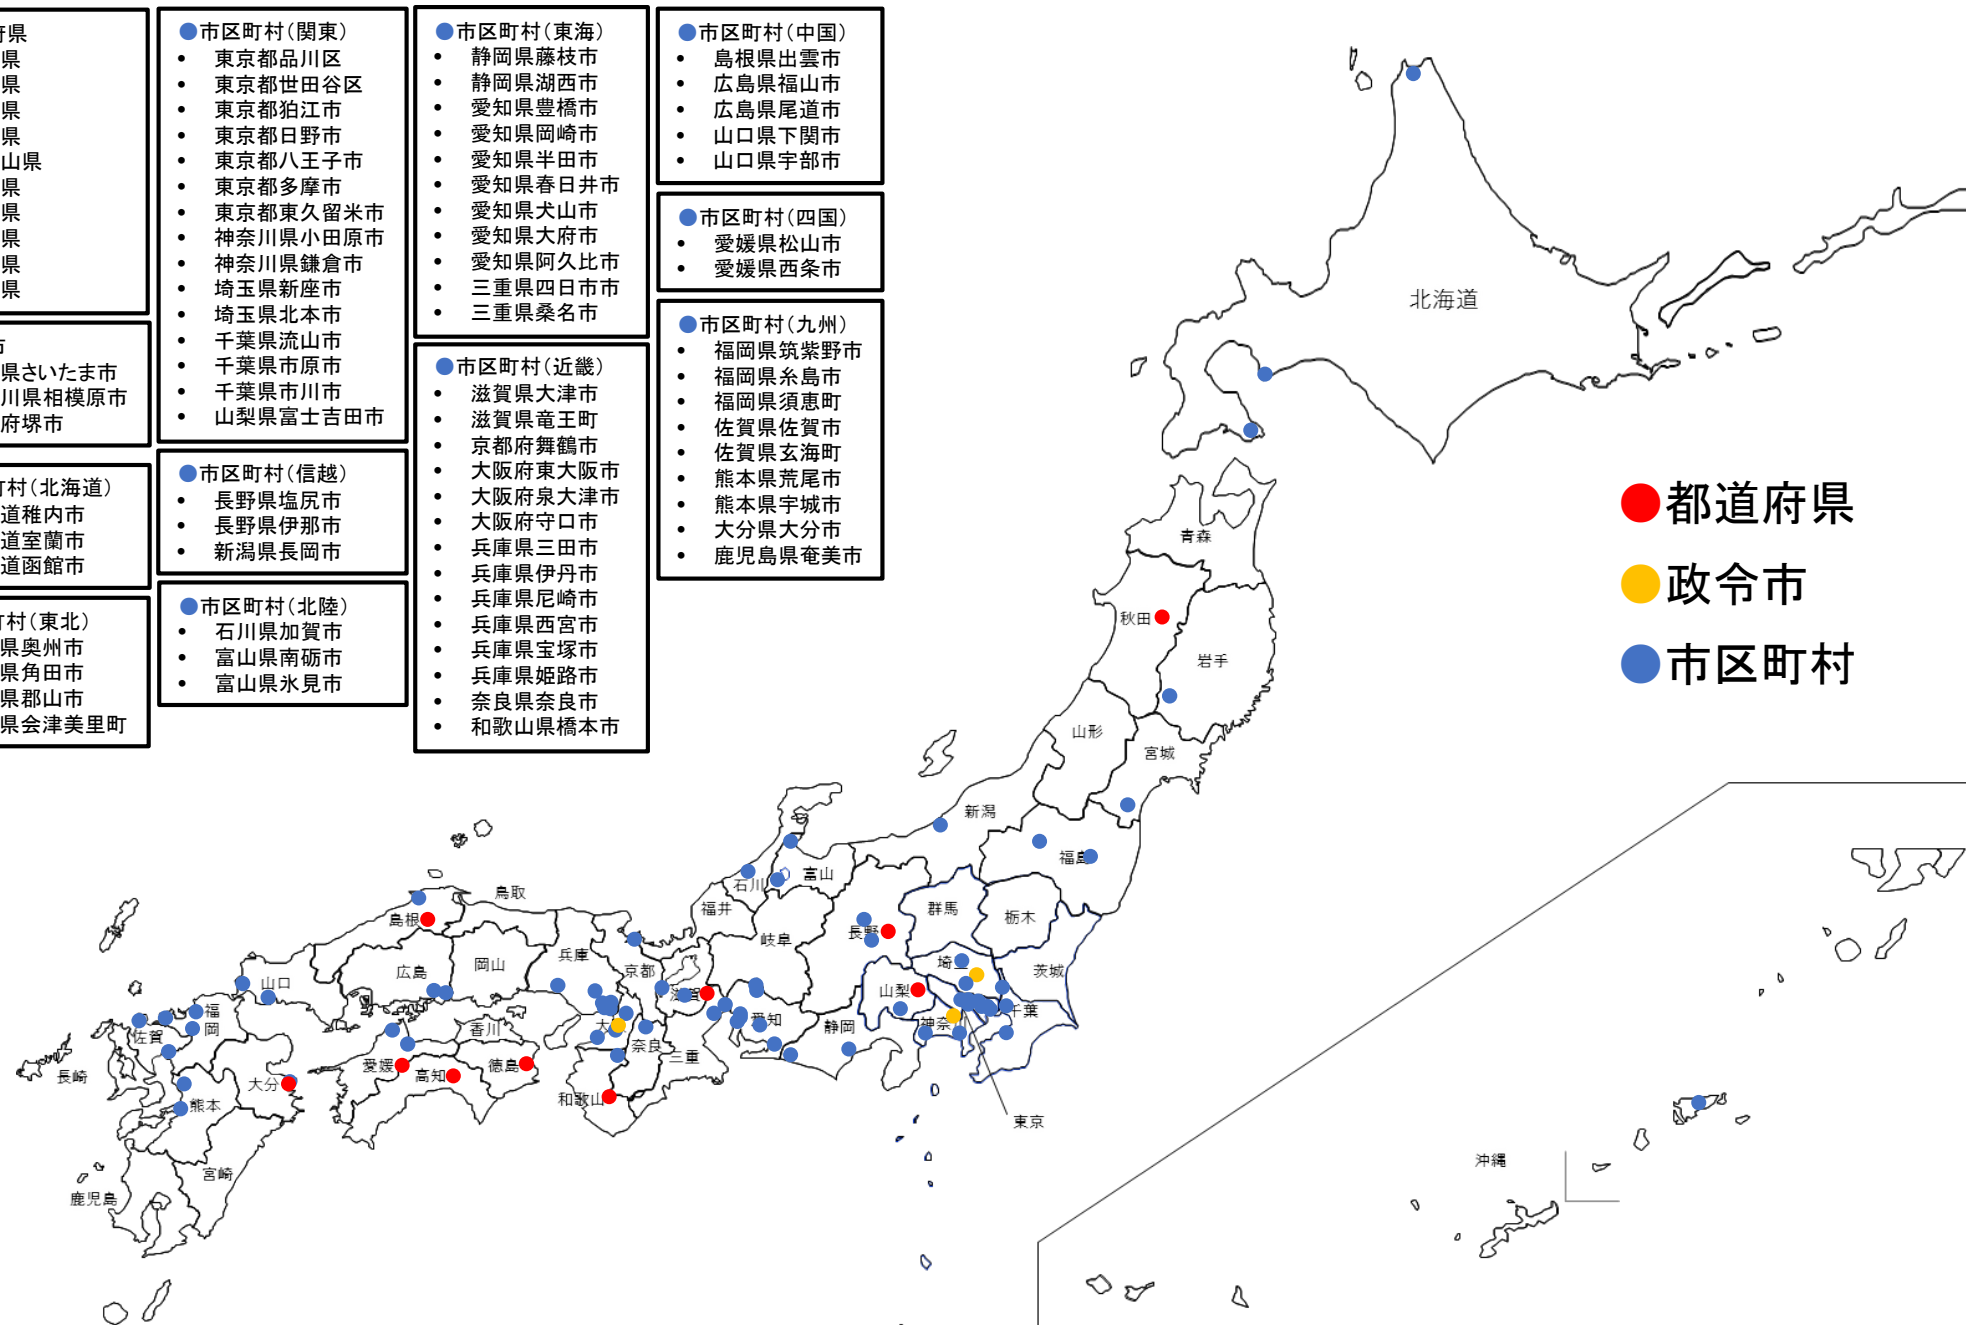 府県
県
県
県
県
山県
県
県
県
県
県
市
県さいたま市
川県相模原市
府堺市
町村(北海道)
道稚内市
道室蘭市
道函館市
町村(東北)
県奥州市
県角田市
県郡山市
県会津美里町
市区町村(関東)
• 東京都品川区
• 東京都世田谷区
• 東京都狛江市
• 東京都日野市
• 東京都八王子市
• 東京都多摩市
• 東京都東久留米市
• 神奈川県小田原市
• 神奈川県鎌倉市
• 埼玉県新座市
• 埼玉県北本市
• 千葉県流山市
• 千葉県市原市
• 千葉県市川市
• 山梨県富士吉田市
市区町村(信越)
• 長野県塩尻市
• 長野県伊那市
• 新潟県長岡市
市区町村(北陸)
• 石川県加賀市
• 富山県南砺市
• 富山県氷見市
市区町村(東海)
• 静岡県藤枝市
• 静岡県湖西市
• 愛知県豊橋市
• 愛知県岡崎市
• 愛知県半田市
• 愛知県春日井市
• 愛知県犬山市
• 愛知県大府市
• 愛知県阿久比市
• 三重県四日市市
• 三重県桑名市
市区町村(近畿)
• 滋賀県大津市
• 滋賀県竜王町
• 京都府舞鶴市
• 大阪府東大阪市
• 大阪府泉大津市
• 大阪府守口市
• 兵庫県三田市
• 兵庫県伊丹市
• 兵庫県尼崎市
• 兵庫県西宮市
• 兵庫県宝塚市
• 兵庫県姫路市
• 奈良県奈良市
• 和歌山県橋本市
市区町村(中国)
• 島根県出雲市
• 広島県福山市
• 広島県尾道市
• 山口県下関市
• 山口県宇部市
市区町村(四国)
• 愛媛県松山市
• 愛媛県西条市
市区町村(九州)
• 福岡県筑紫野市
• 福岡県糸島市
• 福岡県須恵町
• 佐賀県佐賀市
• 佐賀県玄海町
• 熊本県荒尾市
• 熊本県宇城市
• 大分県大分市
• 鹿児島県奄美市
都道府県
政令市
市区町村
北海道
青森
秋田
岩手
山形
宮城
新潟
福島
石川
富山
福井
群馬
栃木
長野
岐阜
埼玉
茨城
山梨
千葉
神奈
東京
静岡
愛知
三重
滋賀
京都
兵庫
大
奈良
和歌山
鳥取
島根
岡山
広島
山口
香川
徳島
愛媛
高知
福
岡
佐賀
長崎
大分
熊本
宮崎
鹿児島
沖縄